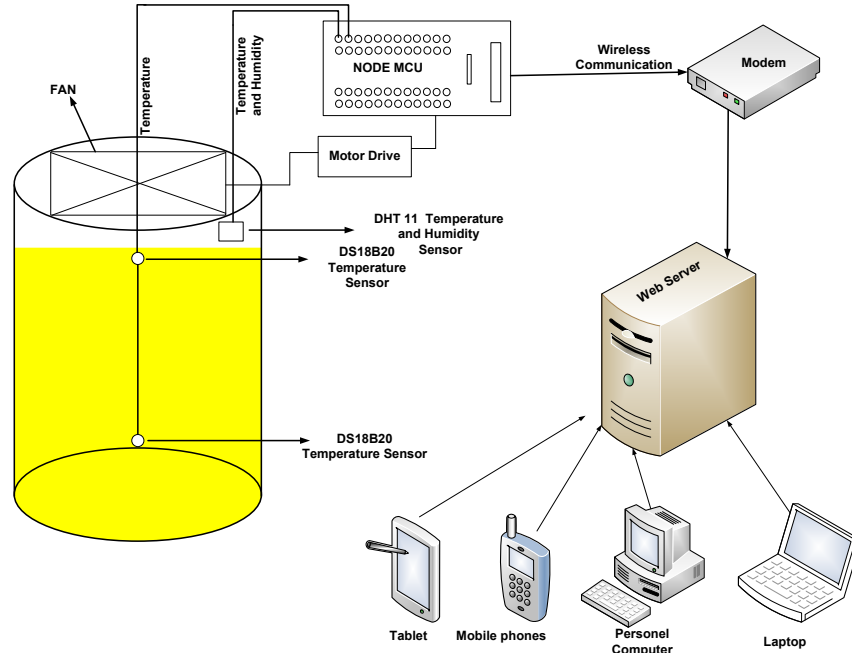 FAN
Temperature
Temperature
and Humidity
NODE MCU
Wireless
Communication
Modem
Motor Drive
DHT 11 Temperature
and Humidity
Sensor
DS18B20
Temperature
Sensor
Web Server
DS18B20
Temperature Sensor
Tablet
Mobile phones
Personel
Computer
Laptop